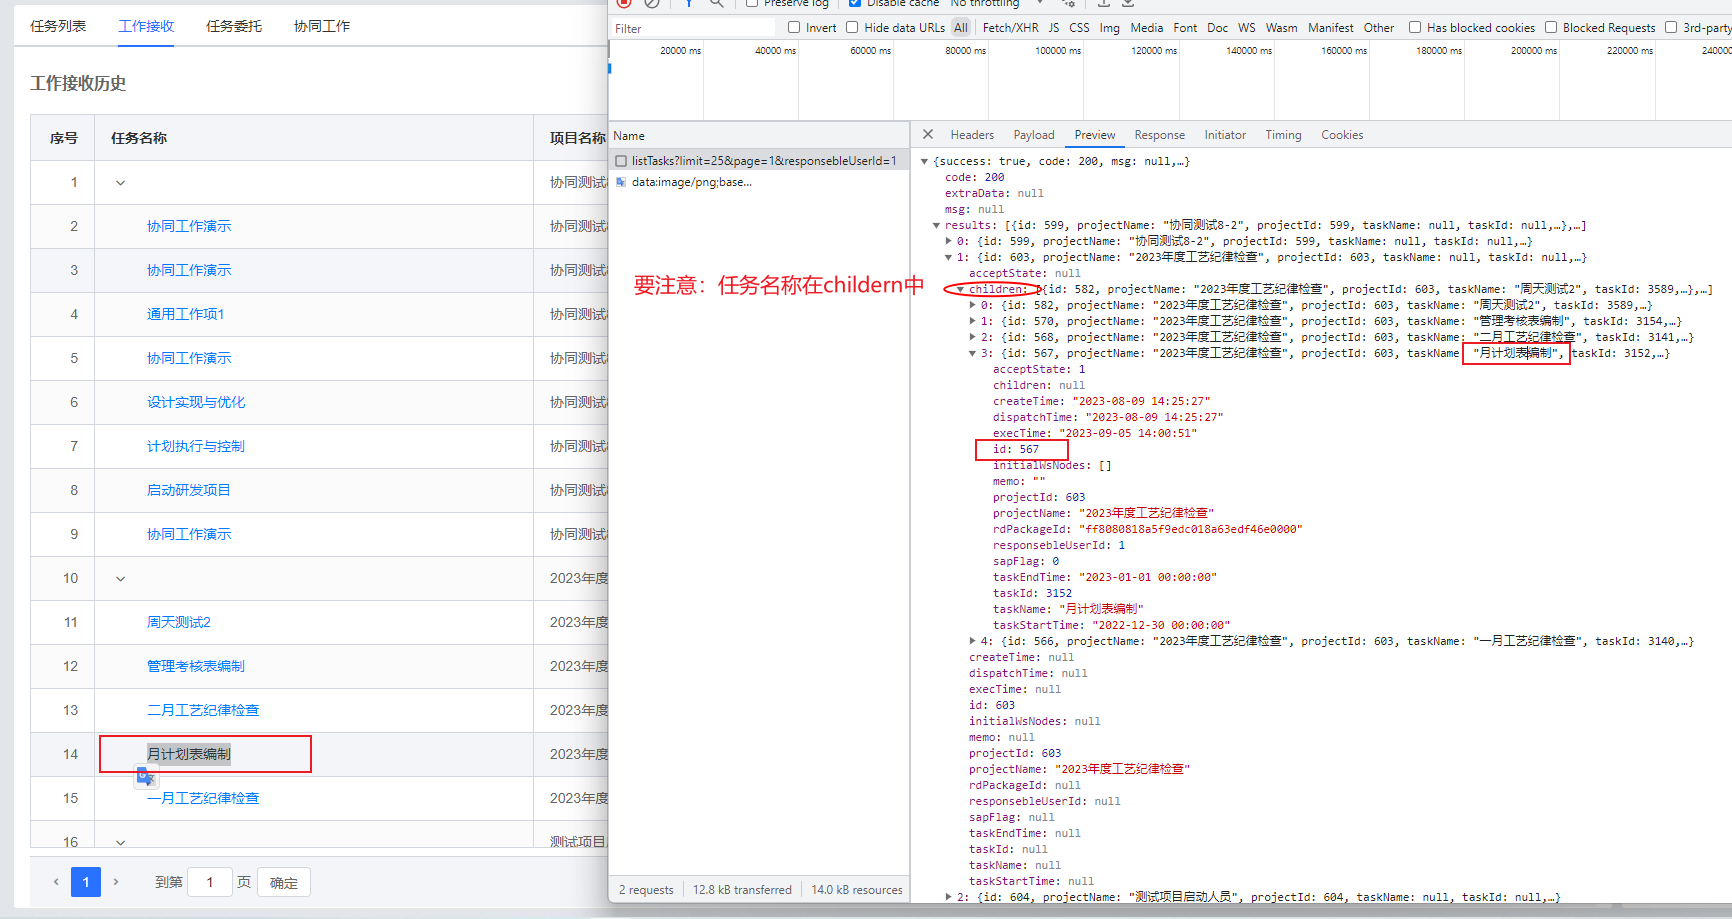 任务列表 工作接收 任务委托 协同工作
工作接收历史
序号 任务名称 项目名称
1 协同测试
2 协同工作演示 协同测试
3 协同工作演示 协同测试
4 通用工作项1 协同测试
5 协同工作演示 协同测试
6 设计实现与优化 协同测试
7 计划执行与控制 协同测试
8 启动研发项目 协同测试
9 协同工作演示 协同测试
10 2023年度
11 周天测试2 2023年度
12 管理考核表编制 2023年度
13 二月工艺纪律检查 2023年度
14 月计划表编制 2023年度
15 一月工艺纪律检查 2023年度
16 测试项目
1 到第 1 页 确定
Preserve log Disable cache No throttling
Filter Invert Hide data URLs All Fetch/XHR JS CSS Img Media Font Doc WS Wasm Manifest Other Has blocked cookies Blocked Requests 3rd-party
20000 ms 40000 ms 60000 ms 80000 ms 100000 ms 120000 ms 140000 ms 160000 ms 180000 ms 200000 ms 220000 ms 24000
Name
listTasks?limit=25&page=1&responsebleUserId=1
data:image/png;base...
要注意：任务名称在childern中
2 requests 12.8 kB transferred 14.0 kB resources
Headers Payload Preview Response Initiator Timing Cookies
{success: true, code: 200, msg: null,…}
code: 200
extraData: null
msg: null
results: [{id: 599, projectName: "协同测试8-2", projectId: 599, taskName: null, taskId: null,…},…]
0: {id: 599, projectName: "协同测试8-2", projectId: 599, taskName: null, taskId: null,…}
1: {id: 603, projectName: "2023年度工艺纪律检查", projectId: 603, taskName: null, taskId: null,…}
acceptState: null
children: [{id: 582, projectName: "2023年度工艺纪律检查", projectId: 603, taskName: "周天测试2", taskId: 3589,…},…]
0: {id: 582, projectName: "2023年度工艺纪律检查", projectId: 603, taskName: "周天测试2", taskId: 3589,…}
1: {id: 570, projectName: "2023年度工艺纪律检查", projectId: 603, taskName: "管理考核表编制", taskId: 3154,…}
2: {id: 568, projectName: "2023年度工艺纪律检查", projectId: 603, taskName: "二月工艺纪律检查", taskId: 3141,…}
3: {id: 567, projectName: "2023年度工艺纪律检查", projectId: 603, taskName: "月计划表编制", taskId: 3152,…}
acceptState: 1
children: null
createTime: "2023-08-09 14:25:27"
dispatchTime: "2023-08-09 14:25:27"
execTime: "2023-09-05 14:00:51"
id: 567
initialWsNodes: []
memo: ""
projectId: 603
projectName: "2023年度工艺纪律检查"
rdPackageId: "ff8080818a5f9edc018a63edf46e0000"
responsebleUserId: 1
sapFlag: 0
taskEndTime: "2023-01-01 00:00:00"
taskId: 3152
taskName: "月计划表编制"
taskStartTime: "2022-12-30 00:00:00"
4: {id: 566, projectName: "2023年度工艺纪律检查", projectId: 603, taskName: "一月工艺纪律检查", taskId: 3140,…}
createTime: null
dispatchTime: null
execTime: null
id: 603
initialWsNodes: null
memo: null
projectId: 603
projectName: "2023年度工艺纪律检查"
rdPackageId: null
responsebleUserId: null
sapFlag: null
taskEndTime: null
taskId: null
taskName: null
taskStartTime: null
2: {id: 604, projectName: "测试项目启动人员", projectId: 604, taskName: null, taskId: null,…}